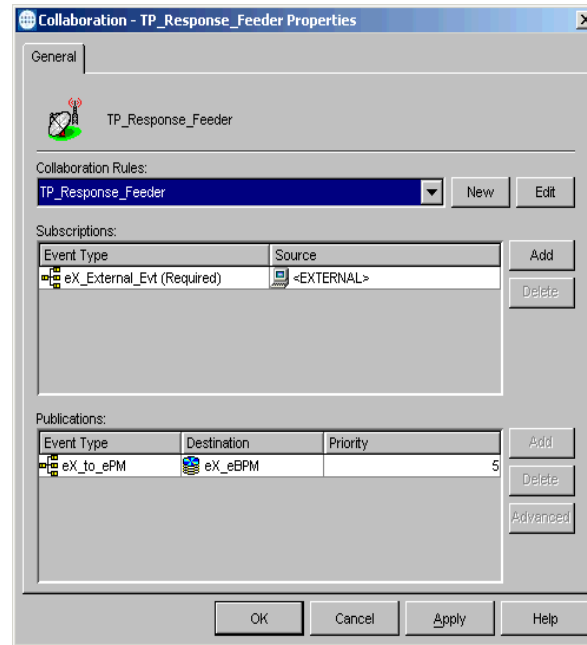 Collaboration - TP_Response_Feeder Properties
General
TP_Response_Feeder
Collaboration Rules:
TP_Response_Feeder
New
Edit
Subscriptions:
Event Type Source
eX_External_Evt (Required) <EXTERNAL>
Add
Delete
Publications:
Event Type Destination Priority
eX_to_ePM eX_eBPM 5
Add
Delete
Advanced
OK Cancel Apply Help